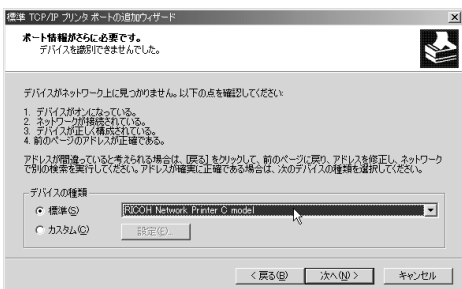 標準 TCP/IP プリンタ ポートの追加ウィザード
ポート情報がさらに必要です。
デバイスを識別できませんでした。
デバイスがネットワーク上に見つかりません。以下の点を確認してください:
1. デバイスがオンになっている。
2. ネットワークが接続されている。
3. デバイスが正しく構成されている。
4. 前のページのアドレスが正確である。
アドレスが間違っていると考えられる場合は、[戻る] をクリックして、前のページに戻り、アドレスを修正し、ネットワーク
で別の検索を実行してください。アドレスが確実に正確である場合は、次のデバイスの種類を選択してください。
デバイスの種類
標準(S)
RICOH Network Printer C model
カスタム(C)
設定(E)...
< 戻る(B)
次へ(N) >
キャンセル